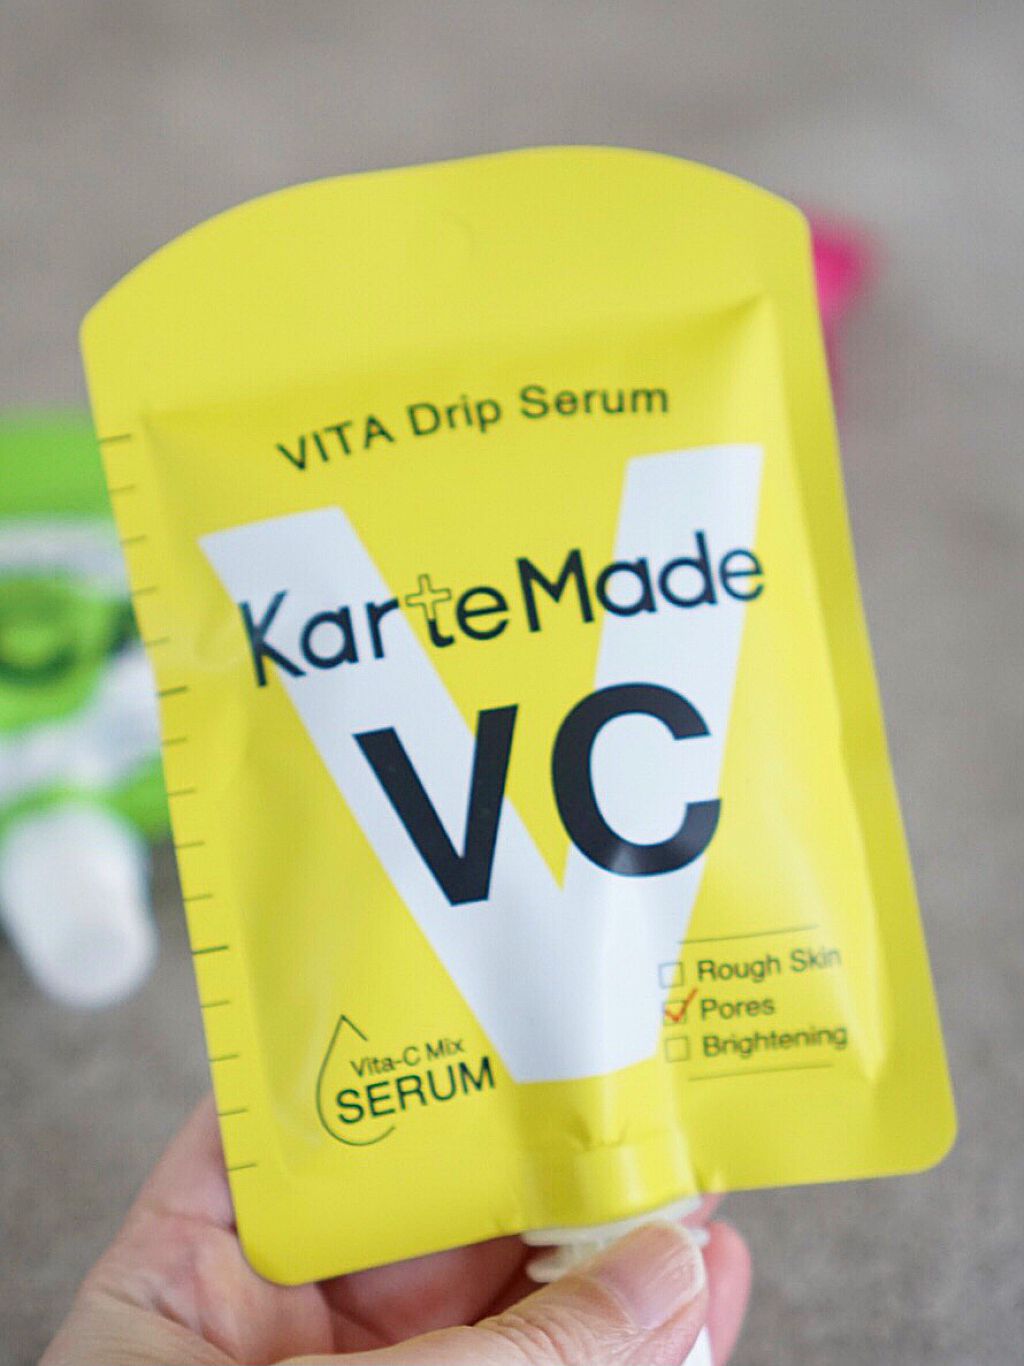 VITA Drip Serum
KarteMade
VC
Rough Skin
Pores
Brightening
Vita-C Mix
SERUM